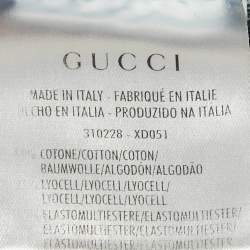 GUCCI
MADE IN ITALY - FABRIQUÉ EN ITALIE
HECHO EN ITALIA - PRODUZIDO NA ITALIA
310228 - XD051
COTONE/COTTON/COTON/
BAUMWOLLE/ALGODÓN/ALGODÃO
LYOCELL/LYOCELL/LYOCELL/
LYOCELL/LYOCELL/LYOCELL
ELASTOMULTIESTERE/ELASTOMULTIESTER/